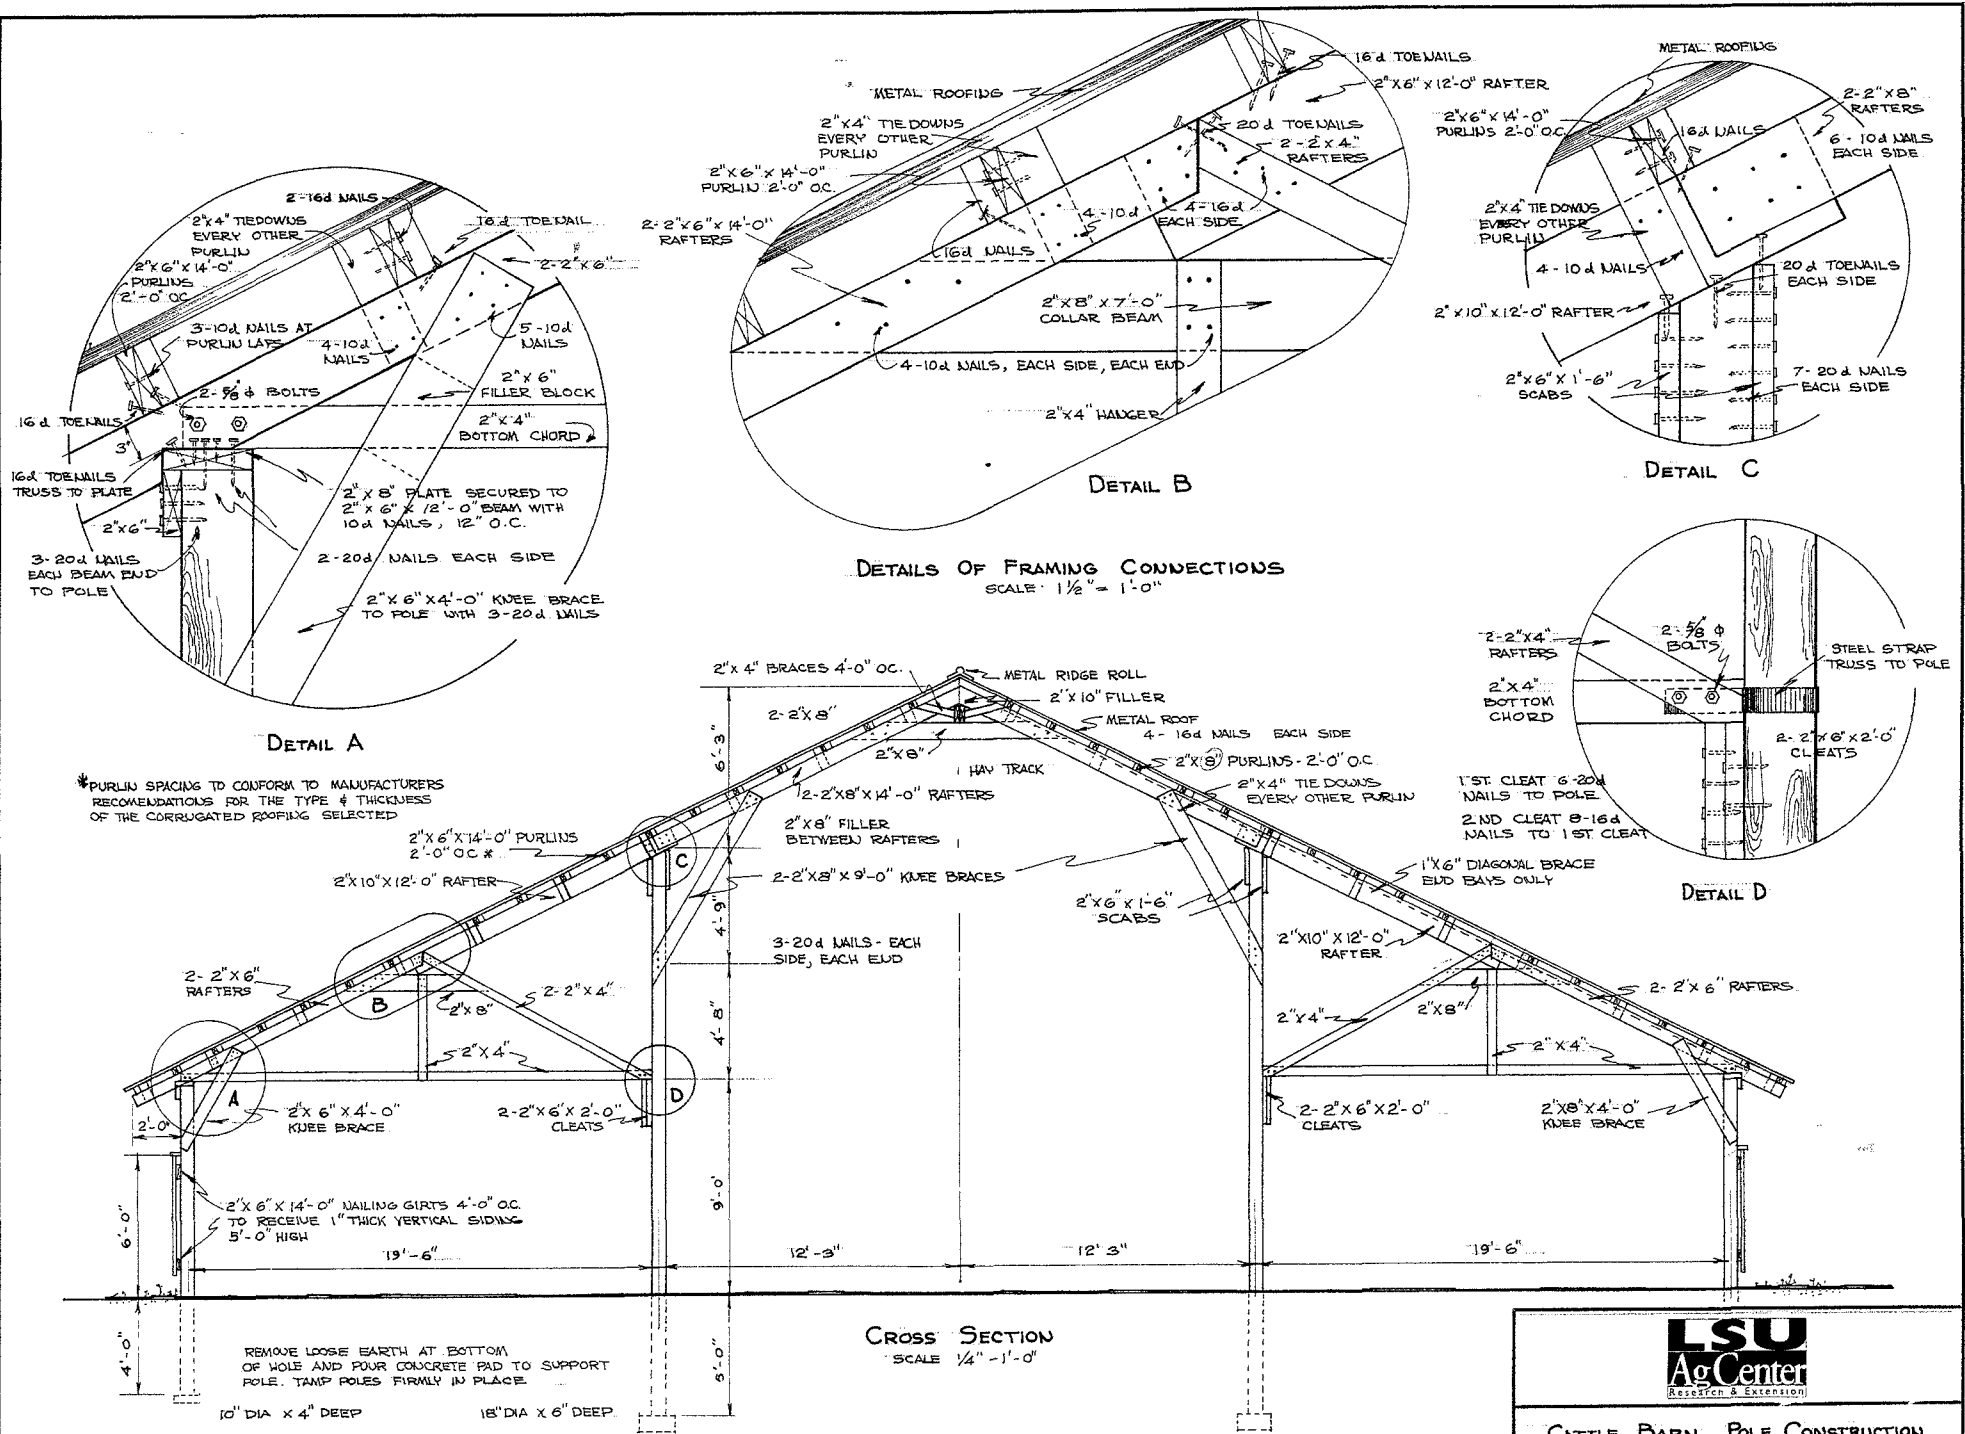 2-16d NAILS
2"X4" TIEDOWNS
EVERY OTHER
PURLIN
2"X6"X14'-0"
PURLINS
2'-0" OC
16d TOENAIL
2-2"X6"
3-10d NAILS AT
PURLIN LAPS
4-10d
NAILS
5-10d
NAILS
2-5/8 ϕ BOLTS
2"X6"
FILLER BLOCK
2"X4"
BOTTOM CHORD
16d TOENAILS
3"
16d TOENAILS
TRUSS TO PLATE
2"X6"
3-20d NAILS
EACH BEAM END
TO POLE
2"X8" PLATE SECURED TO
2"X6"X12'-0" BEAM WITH
10d NAILS, 12" O.C.
2-20d NAILS EACH SIDE
2"X6"X4'-0" KNEE BRACE
TO POLE WITH 3-20d NAILS
DETAIL A
METAL ROOFING
2"X4" TIEDOWNS
EVERY OTHER
PURLIN
2"X6"X14'-0"
PURLIN 2'-0" O.C.
2-2"X6"X14'-0"
RAFTERS
16d TOENAILS
2"X6"X12'-0" RAFTER
20d TOENAILS
2-2X4"
RAFTERS
4-10d
4-16d
EACH SIDE
16d NAILS
2"X8"X7'-0"
COLLAR BEAM
4-10d NAILS, EACH SIDE, EACH END
2"X4" HANGER
DETAIL B
METAL ROOFING
2"X6"X14'-0"
PURLINS 2'-0" O.C.
16d NAILS
2-2"X8"
RAFTERS
6-10d NAILS
EACH SIDE
2"X4" TIE DOWNS
EVERY OTHER
PURLIN
4-10d NAILS
2"X10"X12'-0" RAFTER
20d TOENAILS
EACH SIDE
2"X6"X1'-6"
SCABS
7-20d NAILS
EACH SIDE
DETAIL C
DETAILS OF FRAMING CONNECTIONS
SCALE 1½" = 1'-0"
2-2"X4"
RAFTERS
2-5/8 ϕ
BOLTS
STEEL STRAP
TRUSS TO POLE
2"X4"
BOTTOM
CHORD
2-2"X6"X2'-0"
CLEATS
1ST. CLEAT 6-20d
NAILS TO POLE
2ND CLEAT 8-16d
NAILS TO 1ST. CLEAT
DETAIL D
*PURLIN SPACING TO CONFORM TO MANUFACTURERS
RECOMENDATIONS FOR THE TYPE & THICKNESS
OF THE CORRUGATED ROOFING SELECTED
2"X4" BRACES 4'-0" OC.
METAL RIDGE ROLL
2"X10" FILLER
2-2"X8"
METAL ROOF
4-16d NAILS EACH SIDE
6'-3"
2"X8"
2"X8" PURLINS-2'-0" O.C.
HAY TRACK
2"X4" TIE DOWNS
EVERY OTHER PURLIN
2-2"X8"X14'-0" RAFTERS
2"X8" FILLER
BETWEEN RAFTERS
2"X6"X14'-0" PURLINS
2'-0" OC *
C
2"X10"X12'-0" RAFTER
2-2"X8"X9'-0" KNEE BRACES
1"X6" DIAGONAL BRACE
END BAYS ONLY
2"X6"X1-6"
SCABS
4'-9"
3-20d NAILS-EACH
SIDE, EACH END
2"X10"X12'-0"
RAFTER
2-2"X6"
RAFTERS
B
2"X8"
2-2"X4"
2"X4"
2"X8"
2-2"X6" RAFTERS
4'-8"
2"X4"
2"X4"
A
D
2'-0"
2"X6"X4'-0"
KNEE BRACE
2-2"X6"X2'-0"
CLEATS
2-2"X6"X2'-0"
CLEATS
2"X8"X4'-0"
KNEE BRACE
6'-0"
2"X6"X14'-0" NAILING GIRTS 4'-0" O.C.
TO RECEIVE 1" THICK VERTICAL SIDING
5'-0" HIGH
9'-0"
19'-6"
12'-3"
12'3"
19'-6"
4'-0"
5'-0"
REMOVE LOOSE EARTH AT BOTTOM
OF HOLE AND POUR CONCRETE PAD TO SUPPORT
POLE. TAMP POLES FIRMLY IN PLACE
10" DIA X 4" DEEP
18" DIA X 6" DEEP
CROSS SECTION
SCALE 1/4"-1'-0"
LSU
AgCenter
Research & Extension
CATTLE BARN POLE CONSTRUCTION